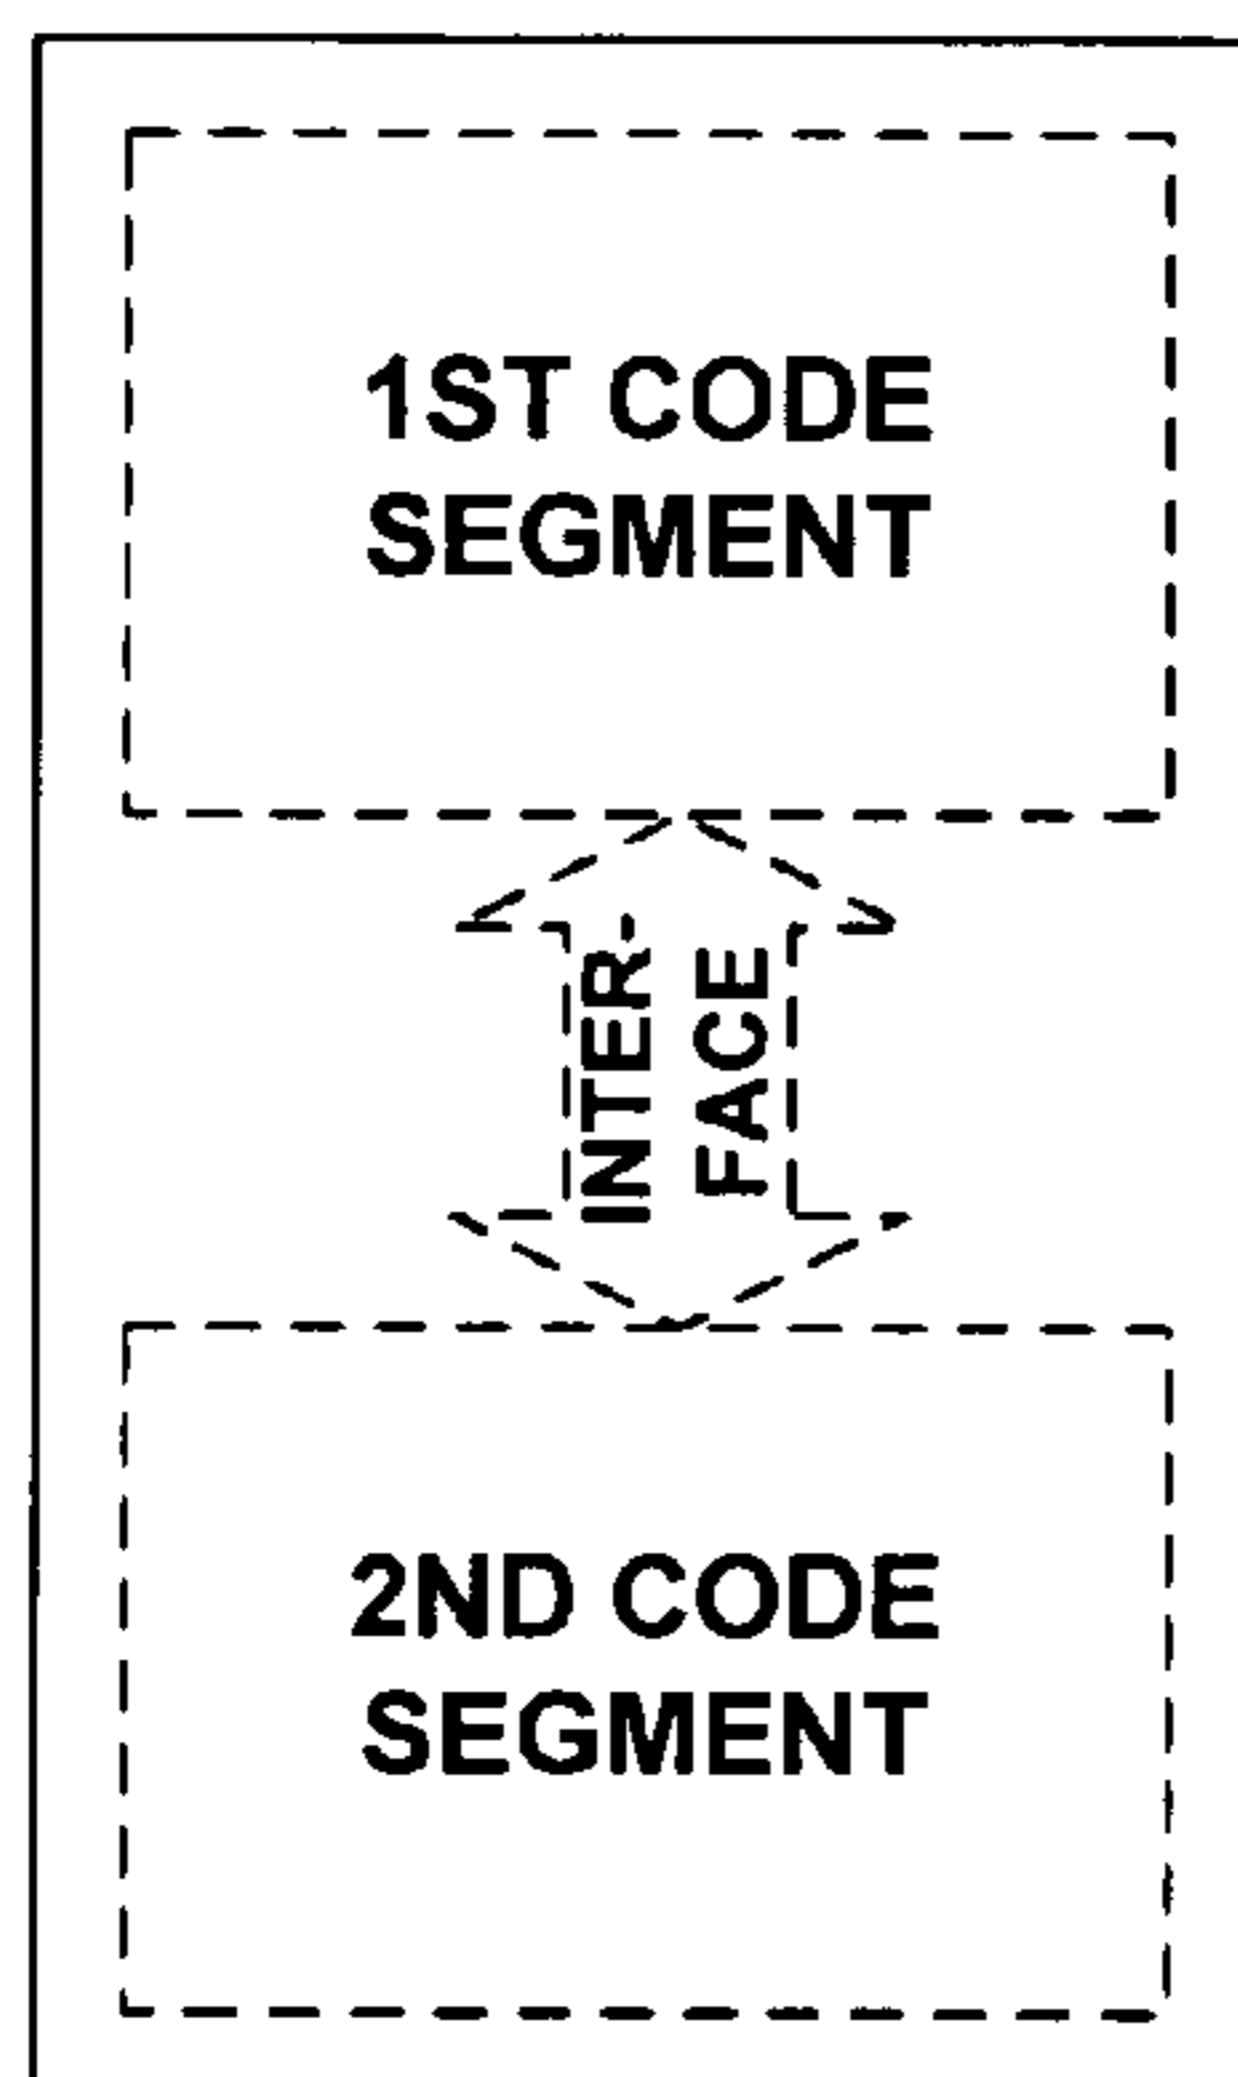 1ST CODE
SEGMENT
INTER-
FACE
2ND CODE
SEGMENT